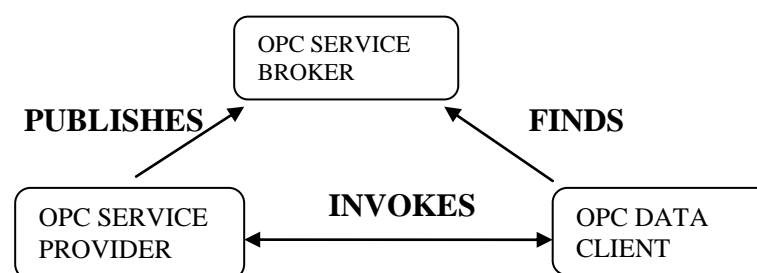 OPC SERVICE
BROKER
PUBLISHES
FINDS
INVOKES
OPC SERVICE
PROVIDER
OPC DATA
CLIENT